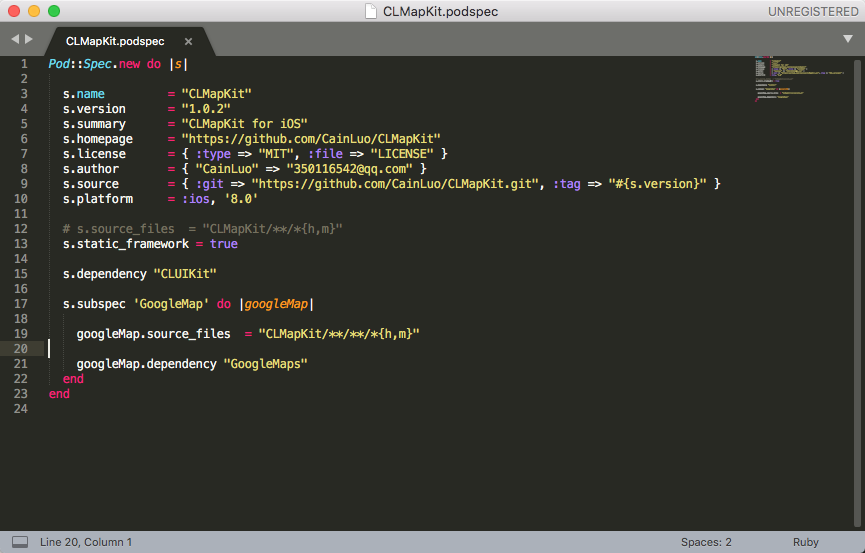 CLMapKit.podspec
UNREGISTERED
CLMapKit.podspec ×
1 Pod::Spec.new do |s|
2
3 s.name = "CLMapKit"
4 s.version = "1.0.2"
5 s.summary = "CLMapKit for iOS"
6 s.homepage = "https://github.com/CainLuo/CLMapKit"
7 s.license = { :type => "MIT", :file => "LICENSE" }
8 s.author = { "CainLuo" => "350116542@qq.com" }
9 s.source = { :git => "https://github.com/CainLuo/CLMapKit.git", :tag => "#{s.version}" }
10 s.platform = :ios, '8.0'
11
12 # s.source_files = "CLMapKit/**/*{h,m}"
13 s.static_framework = true
14
15 s.dependency "CLUIKit"
16
17 s.subspec 'GoogleMap' do |googleMap|
18
19 googleMap.source_files = "CLMapKit/**/**/*{h,m}"
20
21 googleMap.dependency "GoogleMaps"
22 end
23 end
24
Line 20, Column 1
Spaces: 2
Ruby